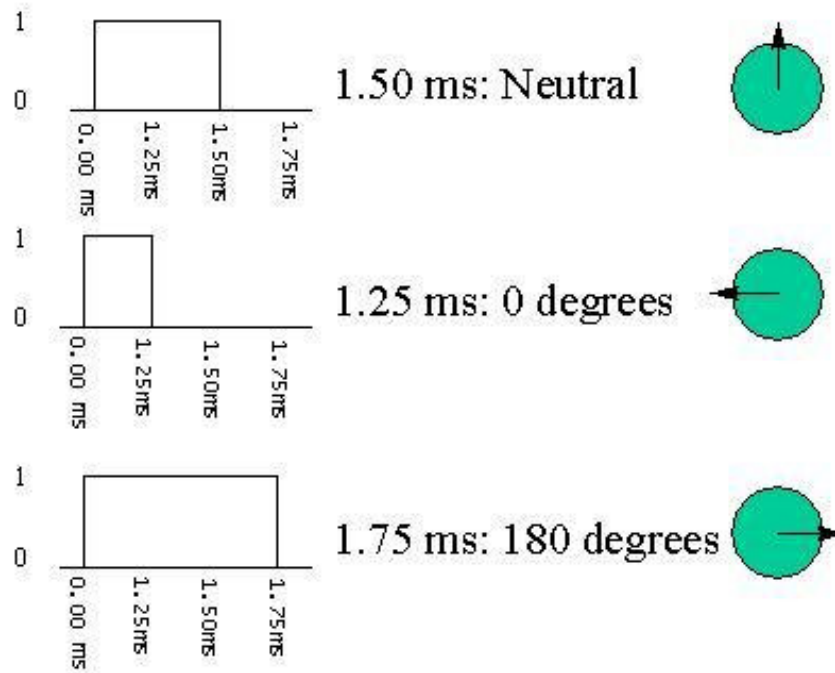 1
0
0.00 ms
1.25ms
1.50ms
1.75ms
1.50 ms: Neutral
1
0
0.00 ms
1.25ms
1.50ms
1.75ms
1.25 ms: 0 degrees
1
0
0.00 ms
1.25ms
1.50ms
1.75ms
1.75 ms: 180 degrees